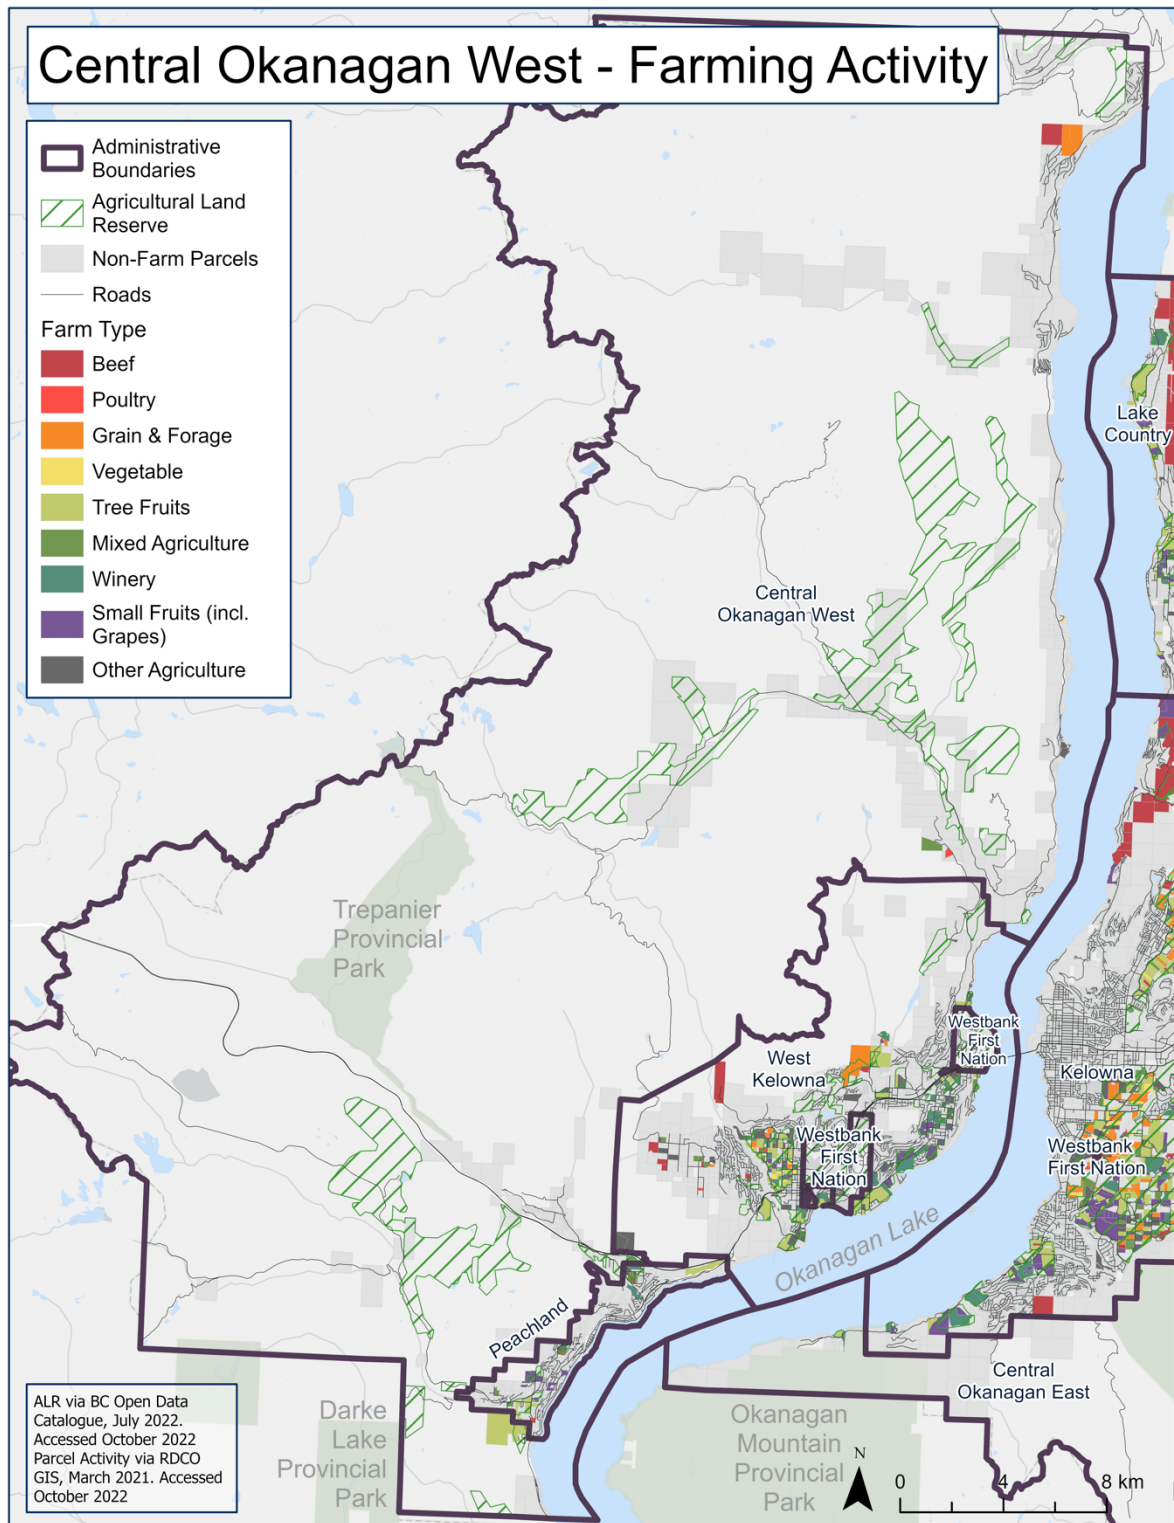 Central Okanagan West - Farming Activity
Administrative
Boundaries
Agricultural Land
Reserve
Non-Farm Parcels
Roads
Farm Type
Beef
Poultry
Grain & Forage
Vegetable
Tree Fruits
Mixed Agriculture
Winery
Small Fruits (incl.
Grapes)
Other Agriculture
Lake
Country
Central
Okanagan West
Trepanier
Provincial
Park
Westbank
First
Nation
West
Kelowna
Kelowna
Westbank
First
Nation
Westbank
First Nation
Okanagan Lake
Peachland
Central
Okanagan East
Darke
Lake
Provincial
Park
Okanagan
Mountain
Provincial
Park
ALR via BC Open Data
Catalogue, July 2022.
Accessed October 2022
Parcel Activity via RDCO
GIS, March 2021. Accessed
October 2022
N
0 4 8 km